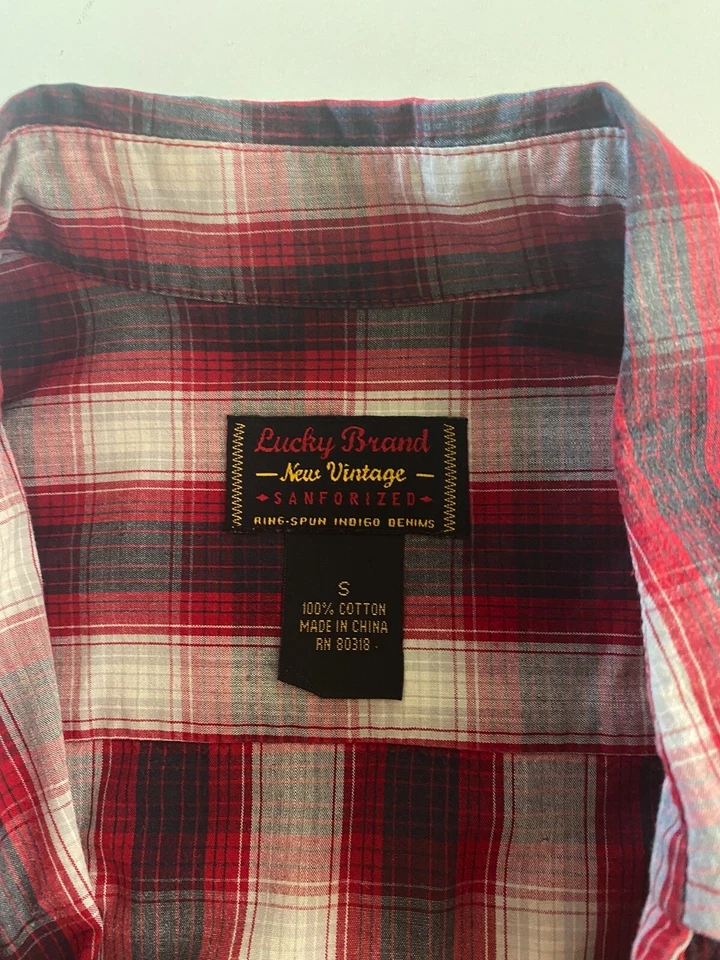 Lucky Brand
— New Vintage —
SANFORIZED
RING-SPUN INDIGO DENIMS
S
100% COTTON
MADE IN CHINA
RN 80318